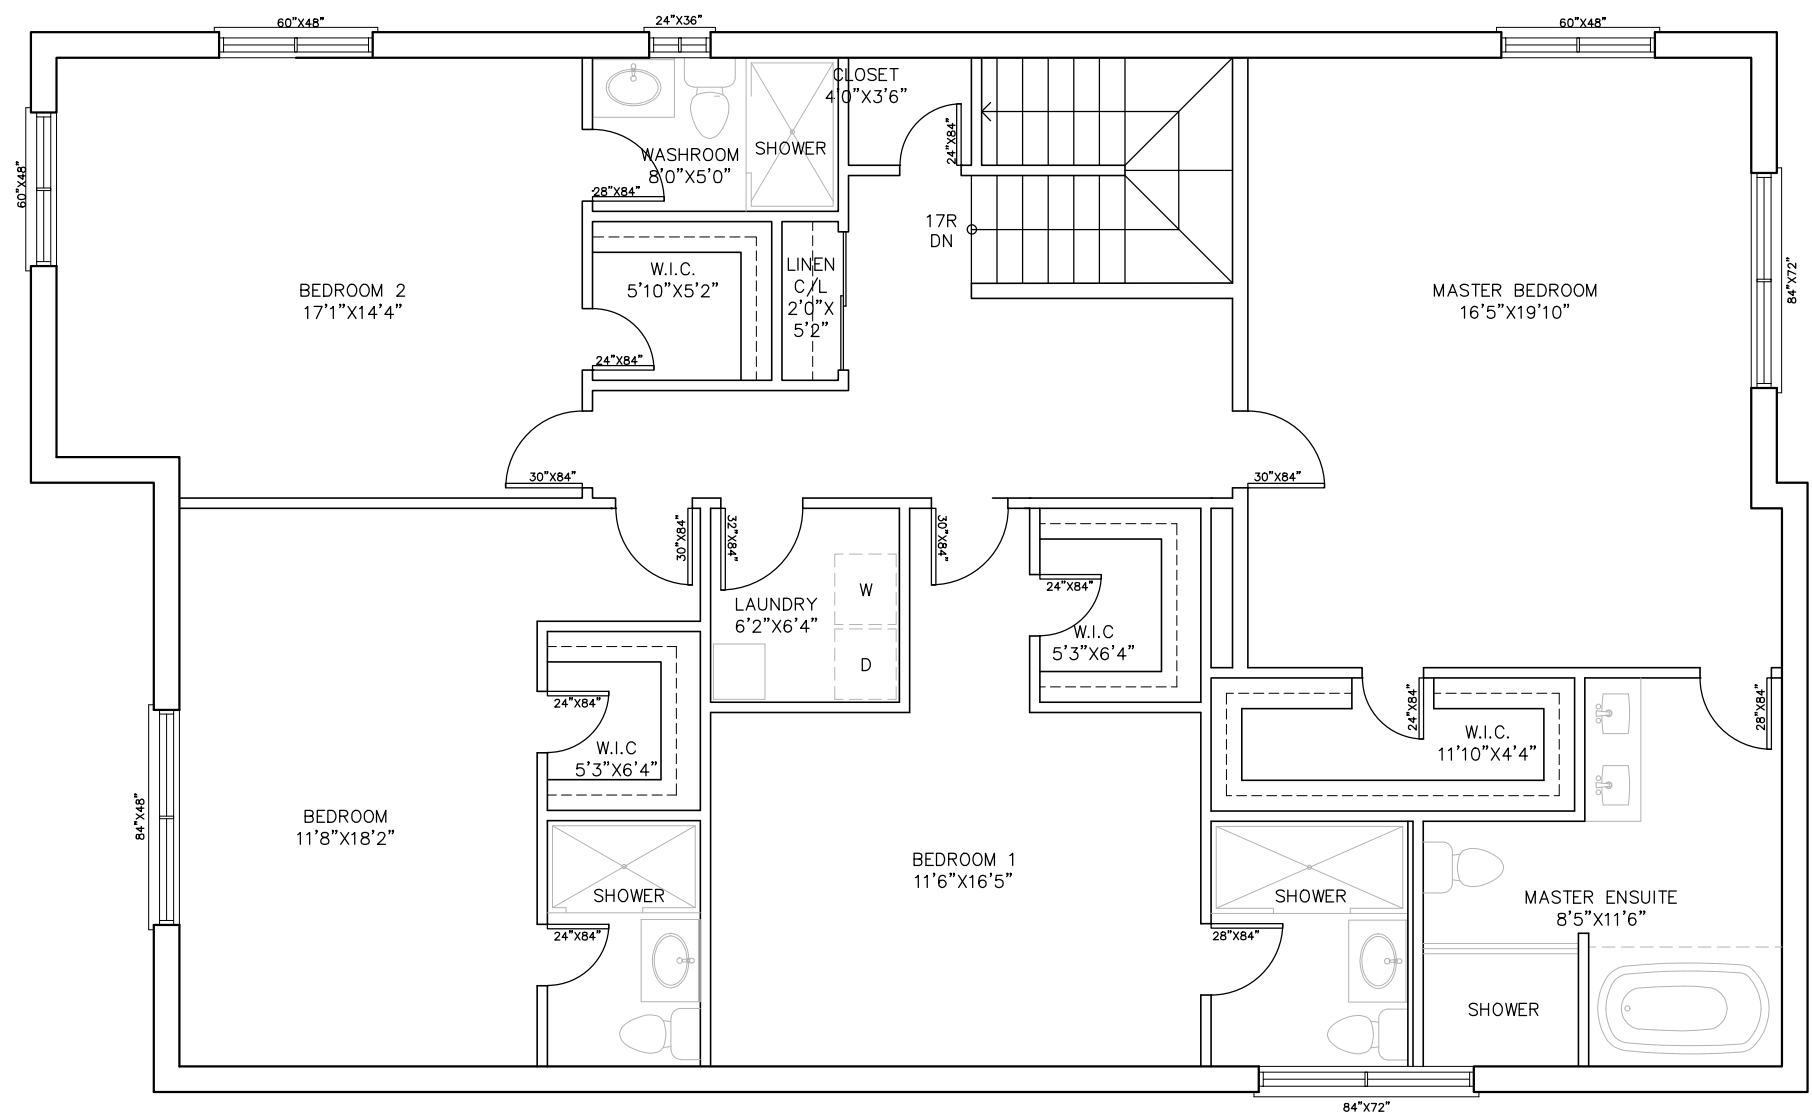 60"X48"
24"X36"
60"X48"
CLOSET
4'0"X3'6"
WASHROOM
8'0"X5'0"
SHOWER
24"X84"
60"X48"
28"X84"
17R
DN
BEDROOM 2
17'1"X14'4"
W.I.C.
5'10"X5'2"
LINEN
C/L
2'0"X
5'2"
MASTER BEDROOM
16'5"X19'10"
84"X72"
24"X84"
30"X84"
30"X84"
30"X84"
32"X84"
30"X84"
24"X84"
W
LAUNDRY
6'2"X6'4"
D
W.I.C
5'3"X6'4"
24"X84"
24"X84"
28"X84"
W.I.C
5'3"X6'4"
W.I.C.
11'10"X4'4"
84"X48"
BEDROOM
11'8"X18'2"
BEDROOM 1
11'6"X16'5"
SHOWER
SHOWER
MASTER ENSUITE
8'5"X11'6"
24"X84"
28"X84"
SHOWER
84"X72"